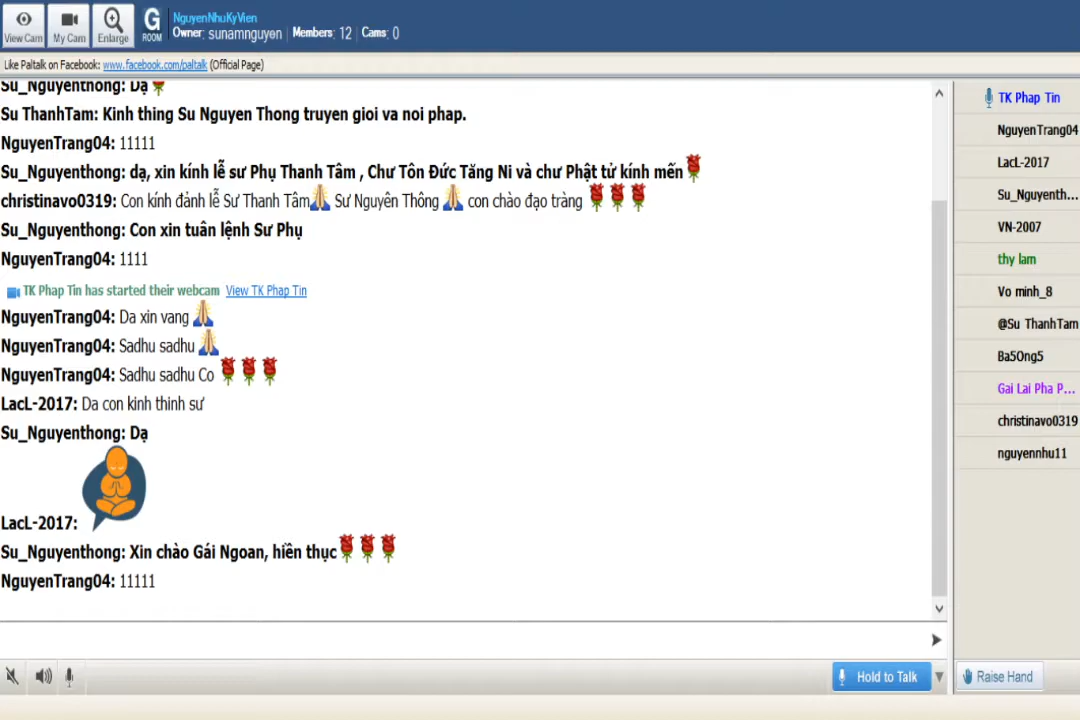 View Cam
My Cam
Enlarge
G
ROOM
NguyenNhuKyVien
Owner: sunamnguyen | Members: 12 | Cams: 0
Like Paltalk on Facebook: www.facebook.com/paltalk (Official Page)
Su_Nguyenthong: Dạ
Su ThanhTam: Kinh thing Su Nguyen Thong truyen gioi va noi phap.
NguyenTrang04: 11111
Su_Nguyenthong: dạ, xin kính lễ sư Phụ Thanh Tâm , Chư Tôn Đức Tăng Ni và chư Phật tử kính mến
christinavo0319: Con kính đảnh lễ Sư Thanh Tâm Sư Nguyên Thông con chào đạo tràng
Su_Nguyenthong: Con xin tuân lệnh Sư Phụ
NguyenTrang04: 1111
TK Phap Tin has started their webcam View TK Phap Tin
NguyenTrang04: Da xin vang
NguyenTrang04: Sadhu sadhu
NguyenTrang04: Sadhu sadhu Co
LacL-2017: Da con kinh thinh sư
Su_Nguyenthong: Dạ
LacL-2017:
Su_Nguyenthong: Xin chào Gái Ngoan, hiền thục
NguyenTrang04: 11111
TK Phap Tin
NguyenTrang04
LacL-2017
Su_Nguyenth...
VN-2007
thy lam
Vo minh_8
@Su ThanhTam
Ba5Ong5
Gai Lai Pha P...
christinavo0319
nguyennhu11
Hold to Talk
Raise Hand